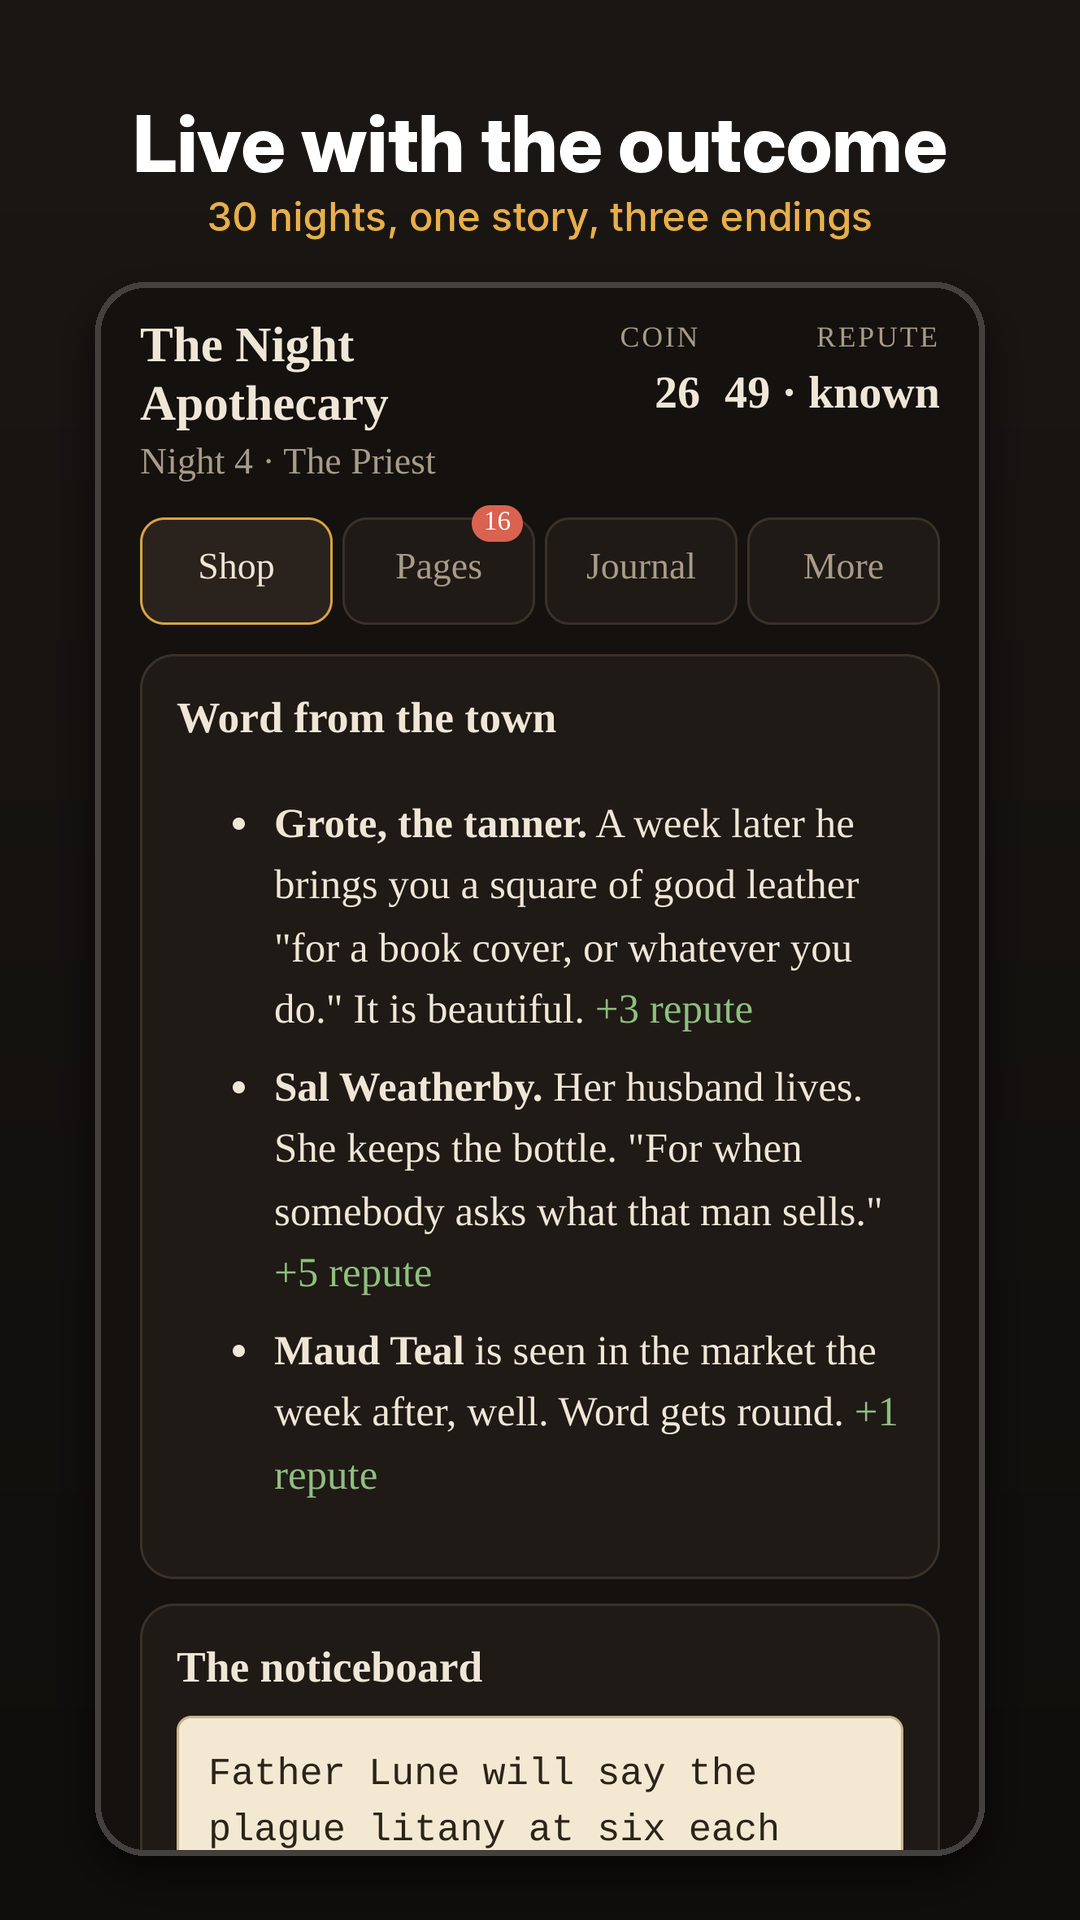 Live with the outcome
30 nights, one story, three endings
The Night
Apothecary
Night 4 · The Priest
COIN
26
REPUTE
49 · known
Shop
Pages
16
Journal
More
Word from the town
• Grote, the tanner. A week later he
brings you a square of good leather
"for a book cover, or whatever you
do." It is beautiful. +3 repute
• Sal Weatherby. Her husband lives.
She keeps the bottle. "For when
somebody asks what that man sells."
+5 repute
• Maud Teal is seen in the market the
week after, well. Word gets round. +1
repute
The noticeboard
Father Lune will say the
plague litany at six each